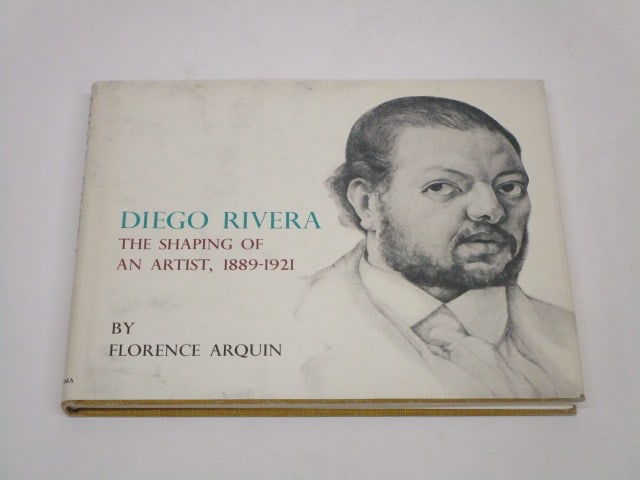 DIEGO RIVERA
THE SHAPING OF
AN ARTIST, 1889-1921
BY
FLORENCE ARQUIN